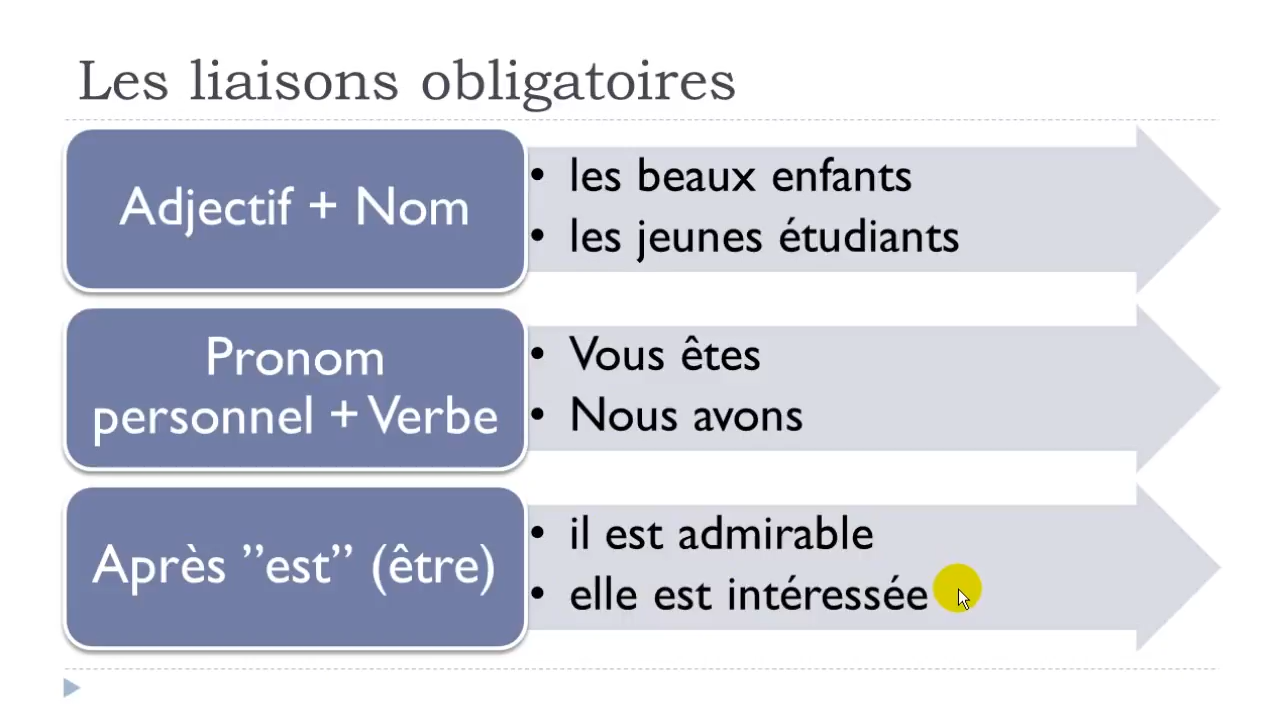 Les liaisons obligatoires
Adjectif + Nom
• les beaux enfants
• les jeunes étudiants
Pronom
personnel + Verbe
• Vous êtes
• Nous avons
Après ”est” (être)
• il est admirable
• elle est intéressée